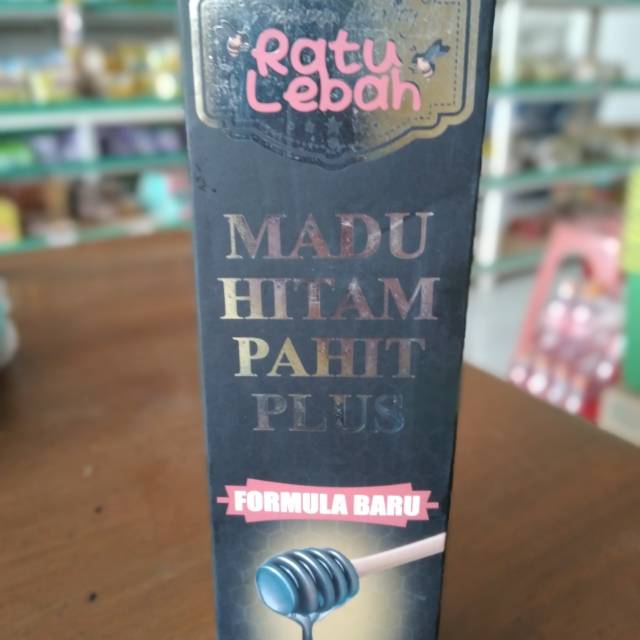 Ratu
Lebah
MADU
HITAM
PAHIT
PLUS
FORMULA BARU